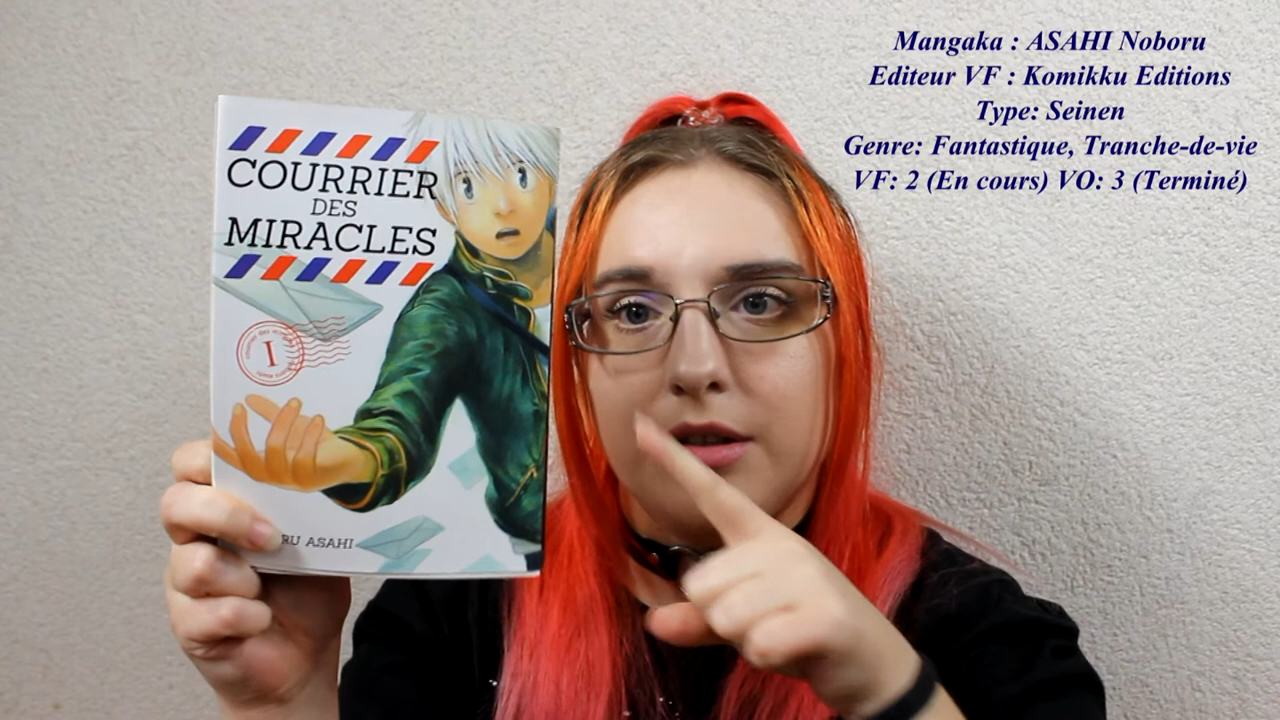 Mangaka : ASAHI Noboru
Editeur VF : Komikku Editions
Type: Seinen
Genre: Fantastique, Tranche-de-vie
VF: 2 (En cours) VO: 3 (Terminé)
COURRIER
DES
MIRACLES
I
ASAHI